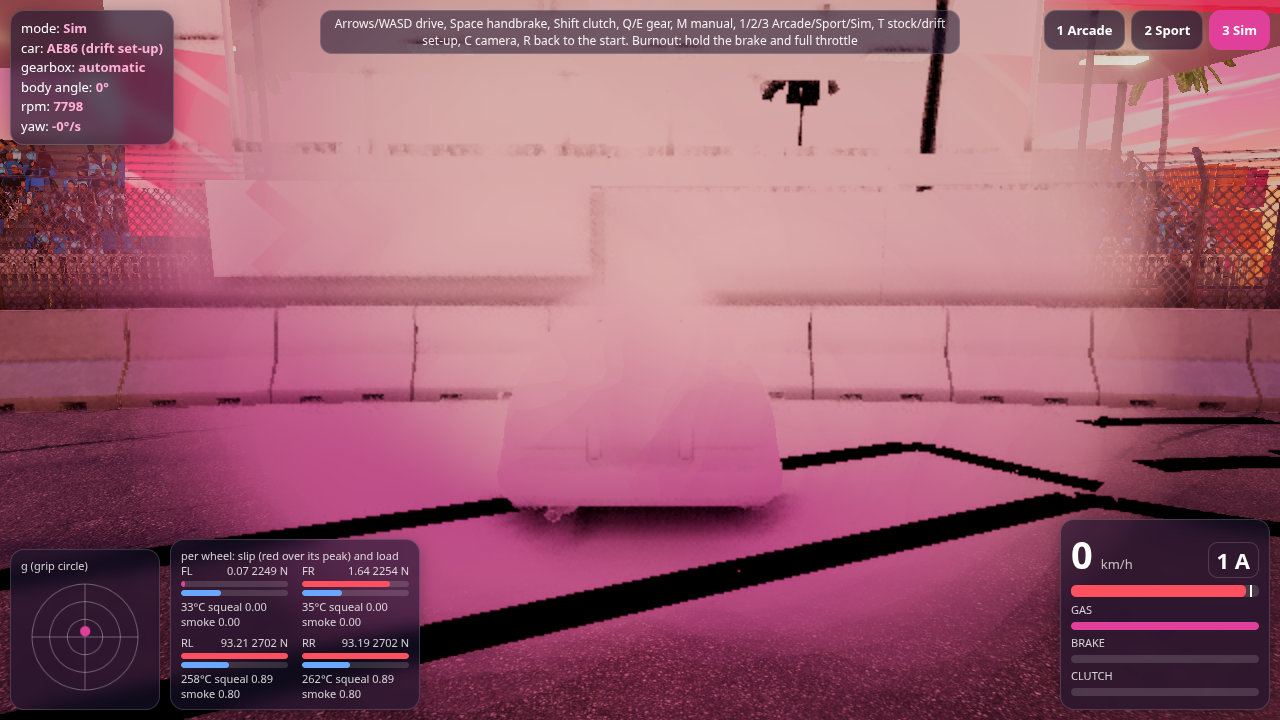 mode: Sim
car: AE86 (drift set-up)
gearbox: automatic
body angle: 0°
rpm: 7798
yaw: -0°/s
Arrows/WASD drive, Space handbrake, Shift clutch, Q/E gear, M manual, 1/2/3 Arcade/Sport/Sim, T stock/drift
set-up, C camera, R back to the start. Burnout: hold the brake and full throttle
1 Arcade
2 Sport
3 Sim
g (grip circle)
per wheel: slip (red over its peak) and load
FL 0.07 2249 N
FR 1.64 2254 N
33°C squeal 0.00
smoke 0.00
35°C squeal 0.00
smoke 0.00
RL 93.21 2702 N
RR 93.19 2702 N
258°C squeal 0.89
smoke 0.80
262°C squeal 0.89
smoke 0.80
0 km/h
1 A
GAS
BRAKE
CLUTCH